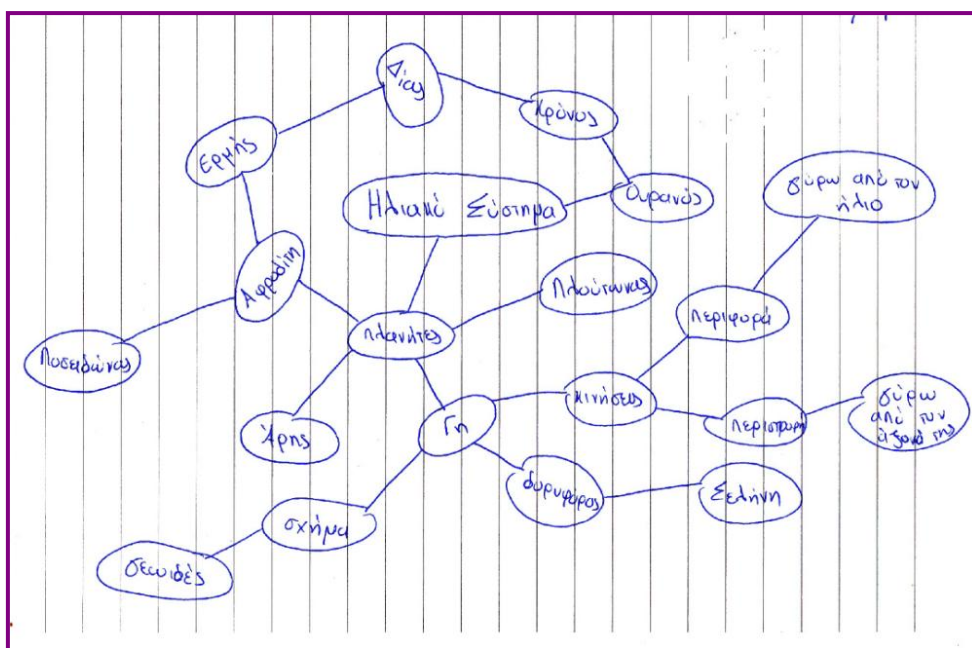 Δίας
Κρόνος
Ερμής
γύρω από τον
ήλιο
Ηλιακό Σύστημα
Ουρανός
Αφροδίτη
Πλούτωνας
Περιφορά
Πλανήτες
Ποσειδώνας
κινήσεις
γύρω
από τον
άξονά της
Άρης
Γη
Περιστροφή
δορυφόρος
Σελήνη
σχήμα
γεωιδές